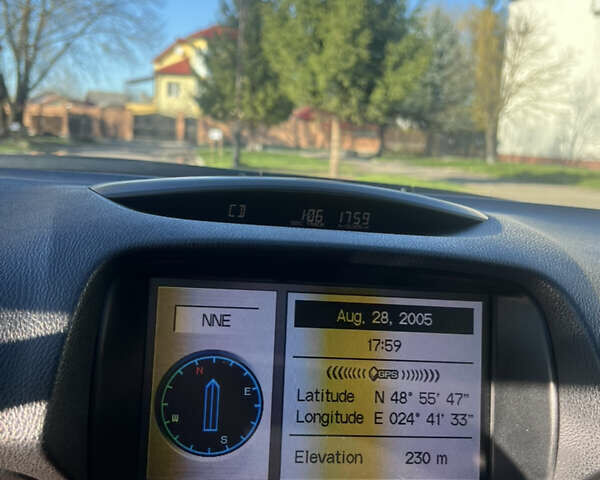 CD 106 1759
NNE
N
E
S
W
Aug. 28, 2005
17:59
GPS
Latitude N 48° 55' 47"
Longitude E 024° 41' 33"
Elevation 230 m